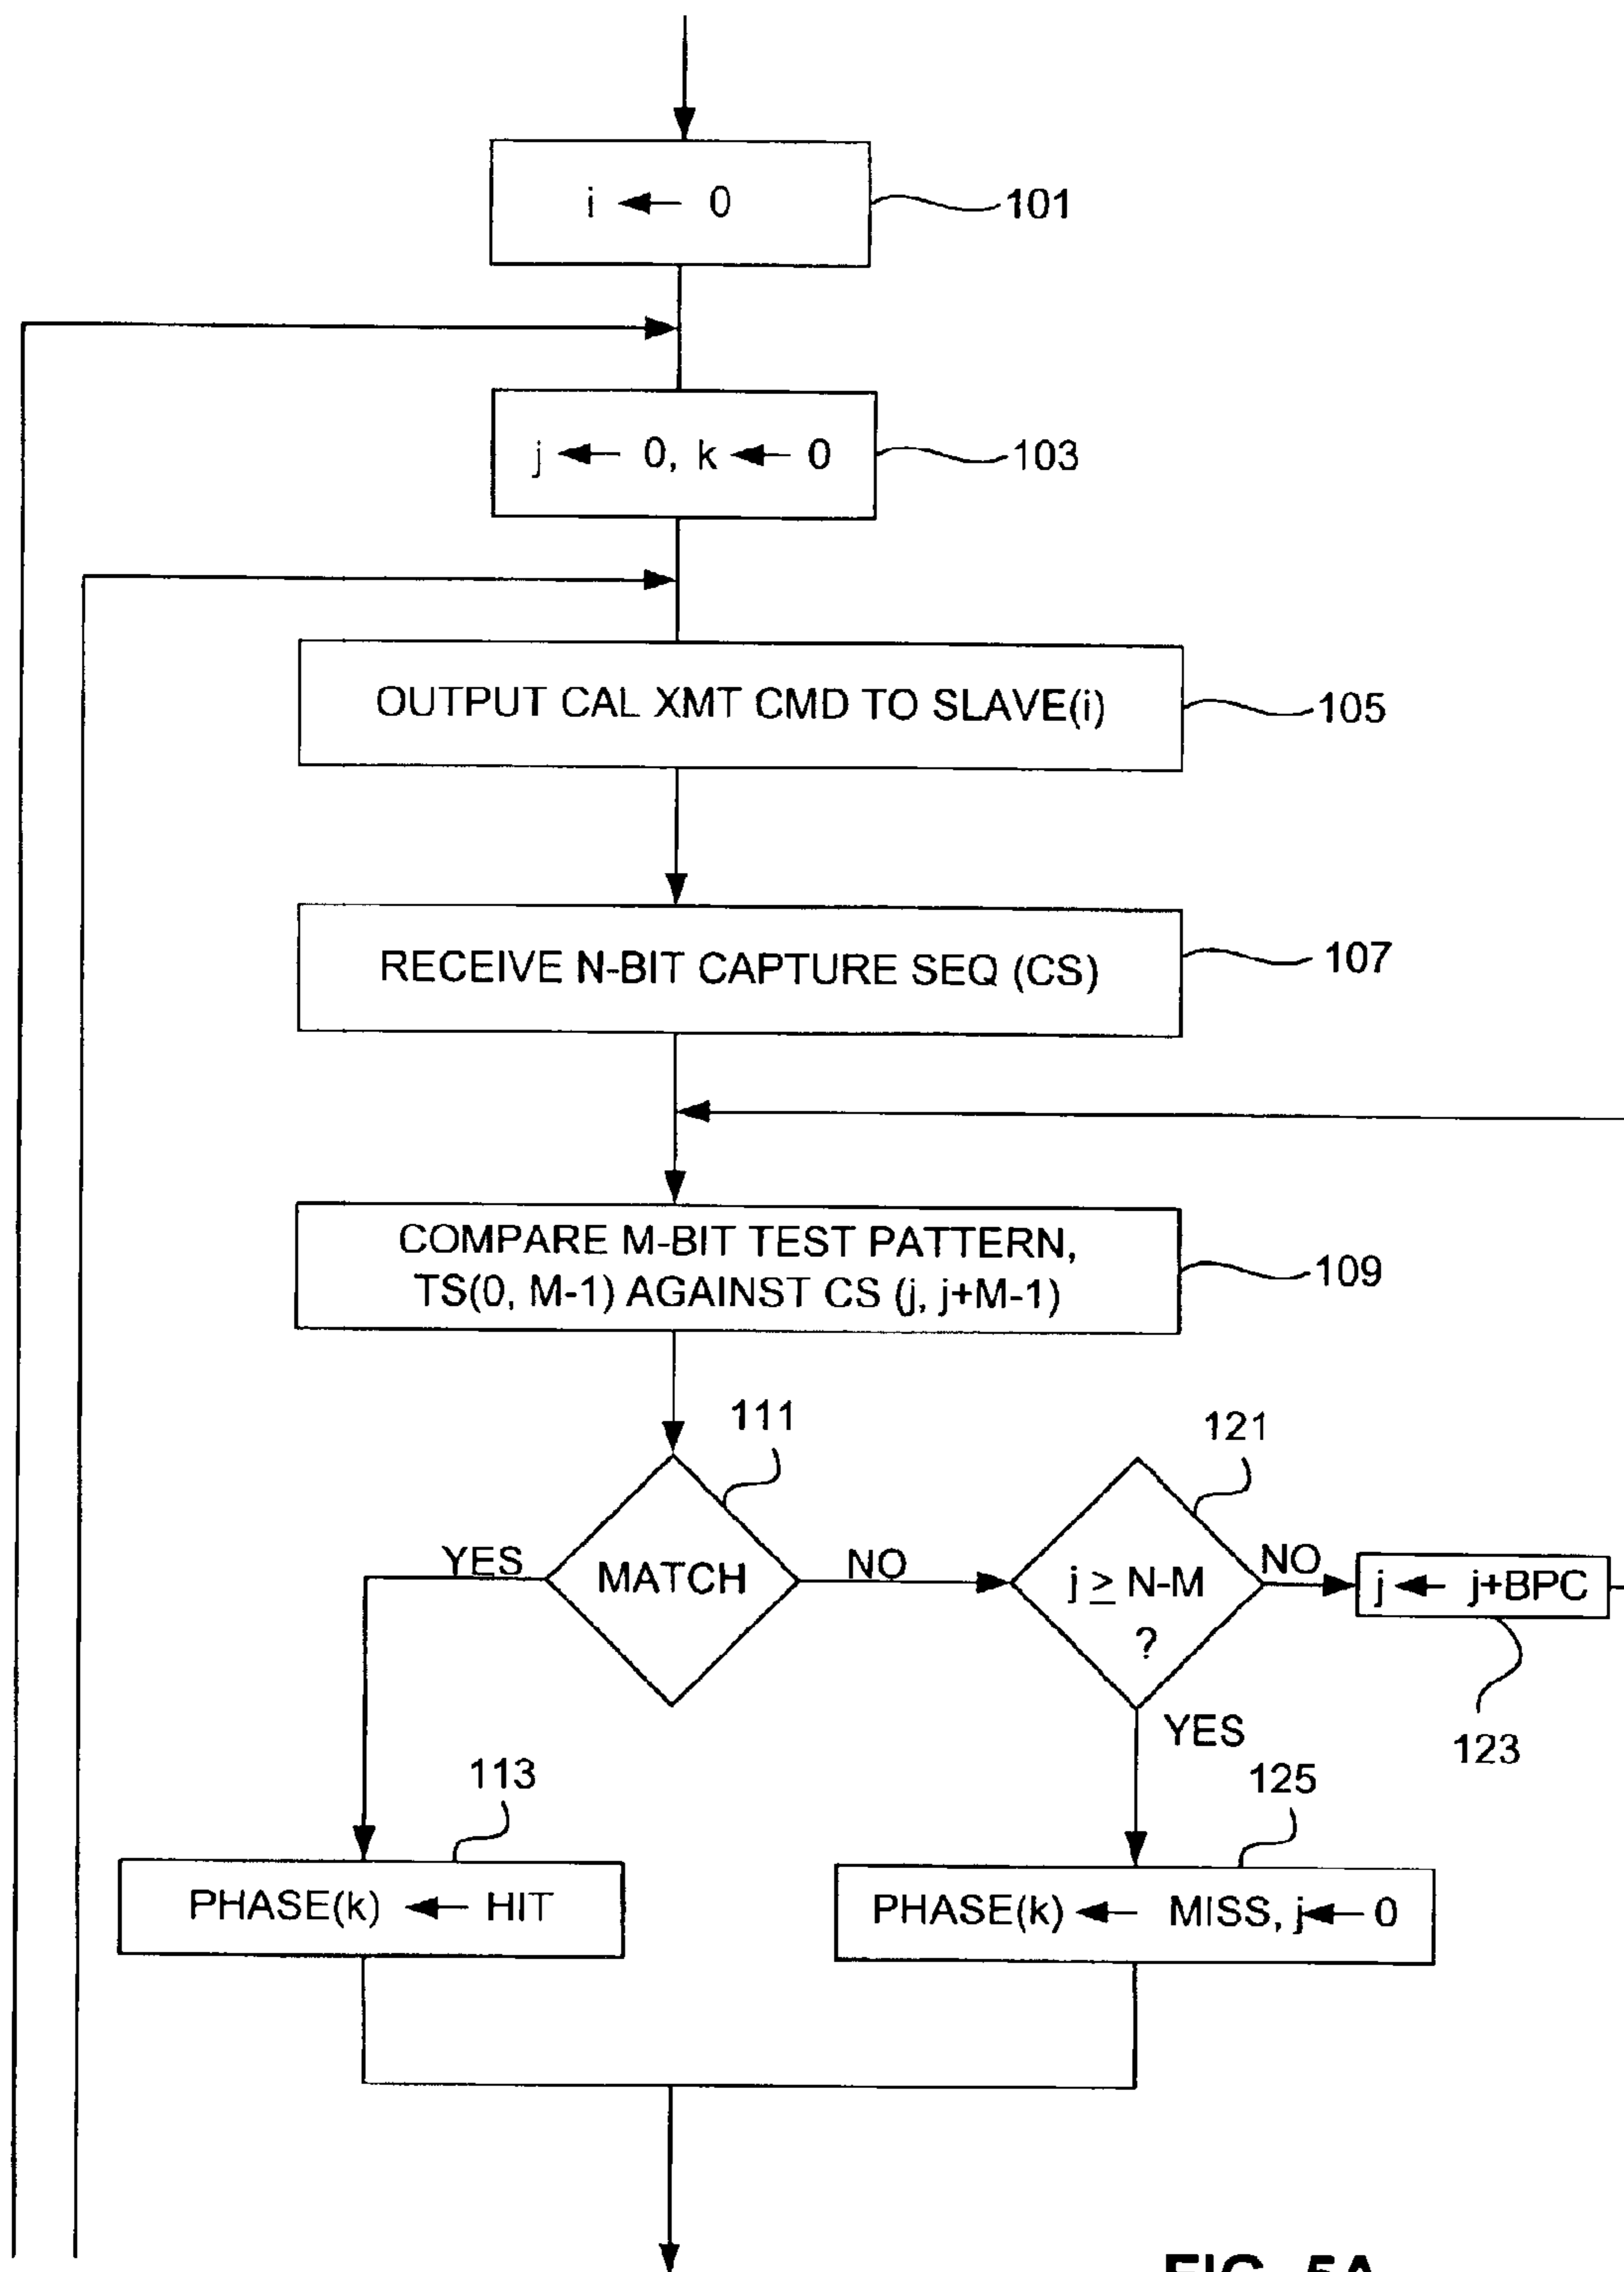 i ← 0
101
j ← 0, k ← 0
103
OUTPUT CAL XMT CMD TO SLAVE(i)
105
RECEIVE N-BIT CAPTURE SEQ (CS)
107
COMPARE M-BIT TEST PATTERN,
TS(0, M-1) AGAINST CS (j, j+M-1)
109
111
121
YES
MATCH
NO
j ≥ N-M
?
NO
j ← j+BPC
YES
123
113
125
PHASE(k) ← HIT
PHASE(k) ← MISS, j ← 0
FIG. 5A